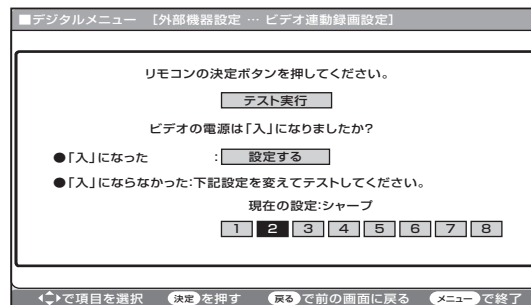 ■デジタルメニュー [外部機器設定 … ビデオ連動録画設定]
リモコンの決定ボタンを押してください。
テスト実行
ビデオの電源は「入」になりましたか?
●「入」になった :設定する
●「入」にならなかった:下記設定を変えてテストしてください。
現在の設定:シャープ
1 2 3 4 5 6 7 8
で項目を選択 決定を押す 戻るで前の画面に戻る メニューで終了